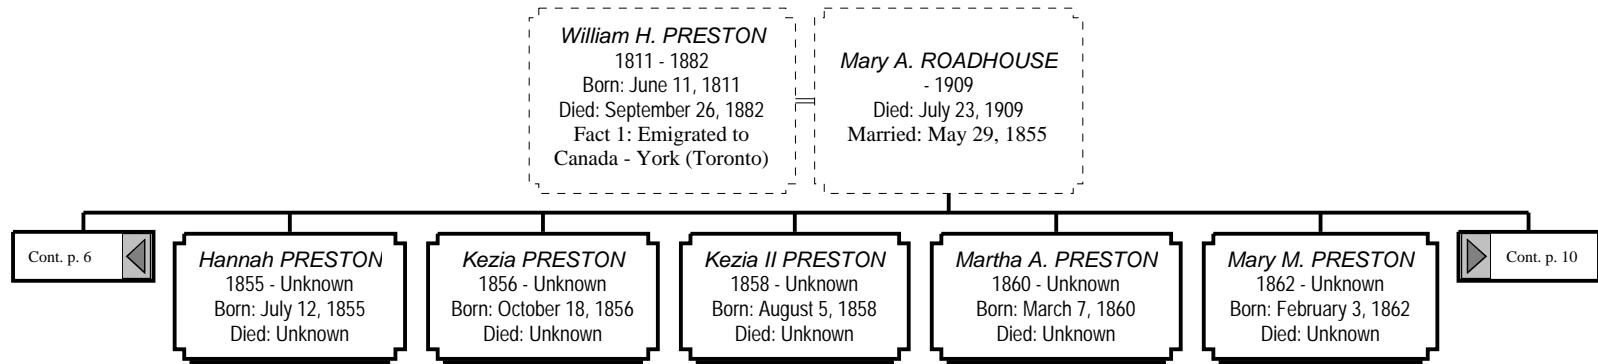 William H. PRESTON
1811 - 1882
Born: June 11, 1811
Died: September 26, 1882
Fact 1: Emigrated to
Canada - York (Toronto)
Mary A. ROADHOUSE
- 1909
Died: July 23, 1909
Married: May 29, 1855
Cont. p. 6
Hannah PRESTON
1855 - Unknown
Born: July 12, 1855
Died: Unknown
Kezia PRESTON
1856 - Unknown
Born: October 18, 1856
Died: Unknown
Kezia II PRESTON
1858 - Unknown
Born: August 5, 1858
Died: Unknown
Martha A. PRESTON
1860 - Unknown
Born: March 7, 1860
Died: Unknown
Mary M. PRESTON
1862 - Unknown
Born: February 3, 1862
Died: Unknown
Cont. p. 10